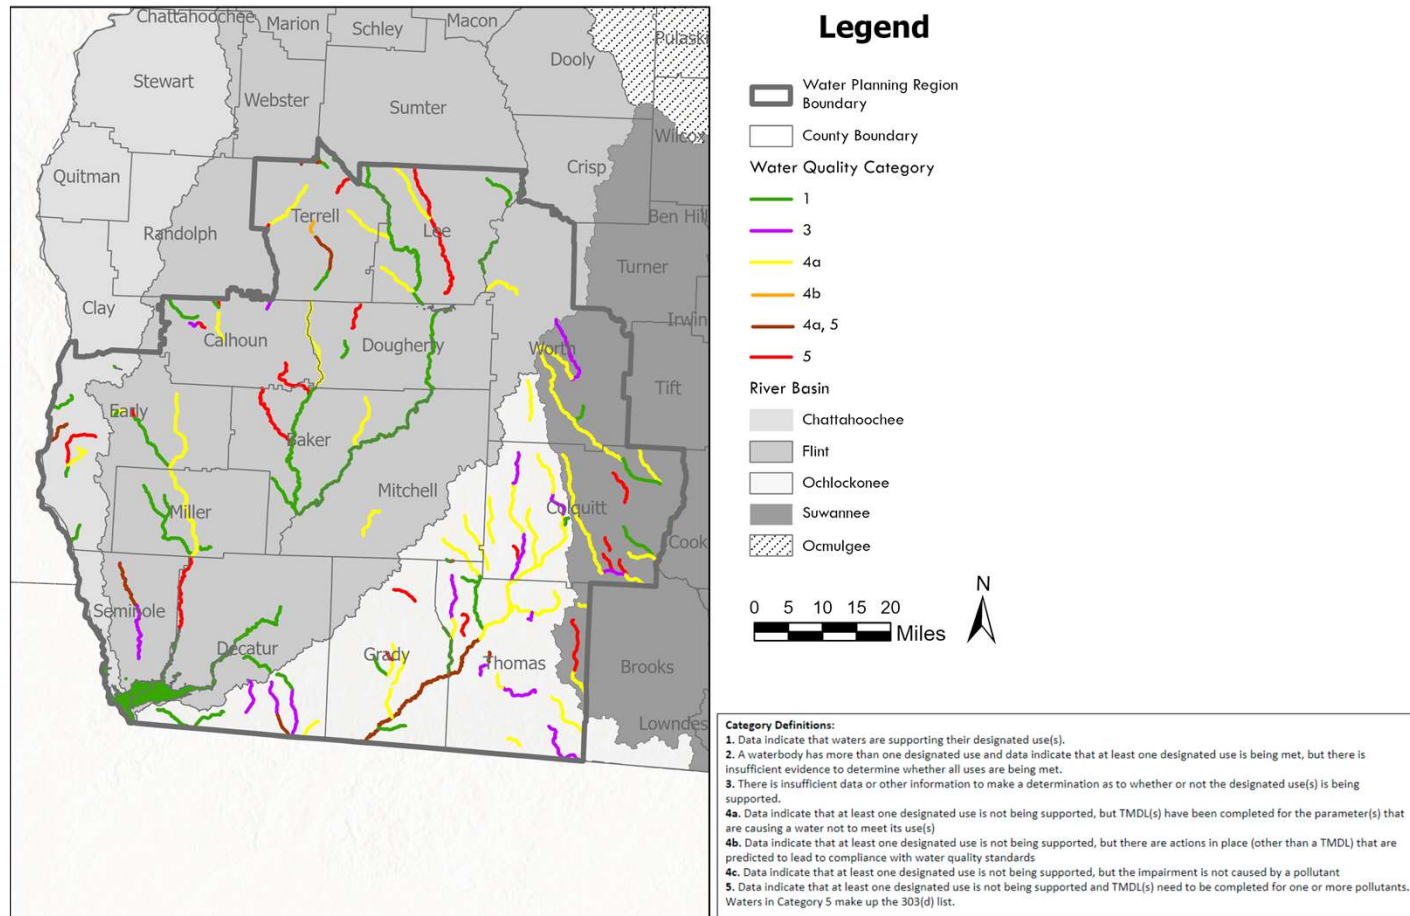 Chattahoochee
Marion
Schley
Macon
Pulaski
Dooly
Stewart
Webster
Sumter
Wilcox
Crisp
Quitman
Randolph
Terrell
Lee
Ben Hill
Turner
Clay
Irwin
Calhoun
Dougherty
Worth
Tift
Early
Baker
Mitchell
Miller
Colquitt
Cook
Seminole
Decatur
Grady
Thomas
Brooks
Lowndes
Legend
Water Planning Region
Boundary
County Boundary
Water Quality Category
1
3
4a
4b
4a, 5
5
River Basin
Chattahoochee
Flint
Ochlockonee
Suwannee
Ocmulgee
0 5 10 15 20
Miles
N
Category Definitions:
1. Data indicate that waters are supporting their designated use(s).
2. A waterbody has more than one designated use and data indicate that at least one designated use is being met, but there is
insufficient evidence to determine whether all uses are being met.
3. There is insufficient data or other information to make a determination as to whether or not the designated use(s) is being
supported.
4a. Data indicate that at least one designated use is not being supported, but TMDL(s) have been completed for the parameter(s) that
are causing a water not to meet its use(s)
4b. Data indicate that at least one designated use is not being supported, but there are actions in place (other than a TMDL) that are
predicted to lead to compliance with water quality standards
4c. Data indicate that at least one designated use is not being supported, but the impairment is not caused by a pollutant
5. Data indicate that at least one designated use is not being supported and TMDL(s) need to be completed for one or more pollutants.
Waters in Category 5 make up the 303(d) list.